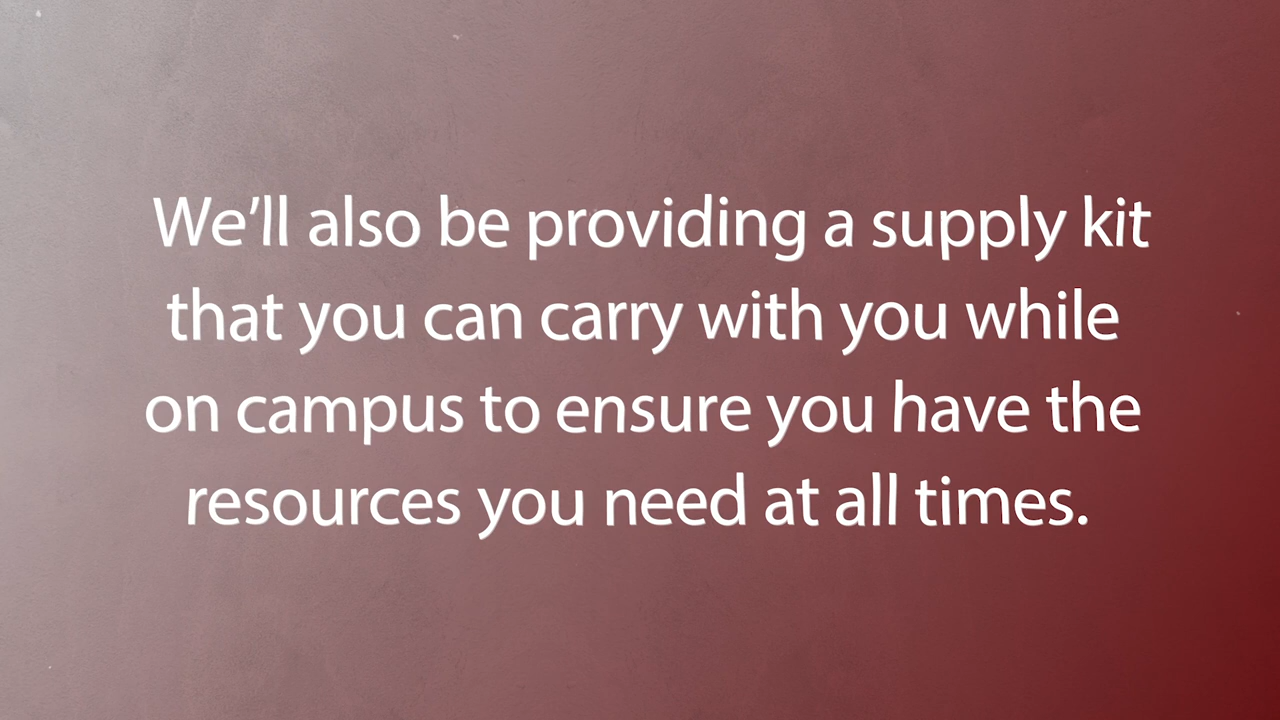 We’ll also be providing a supply kit
that you can carry with you while
on campus to ensure you have the
resources you need at all times.